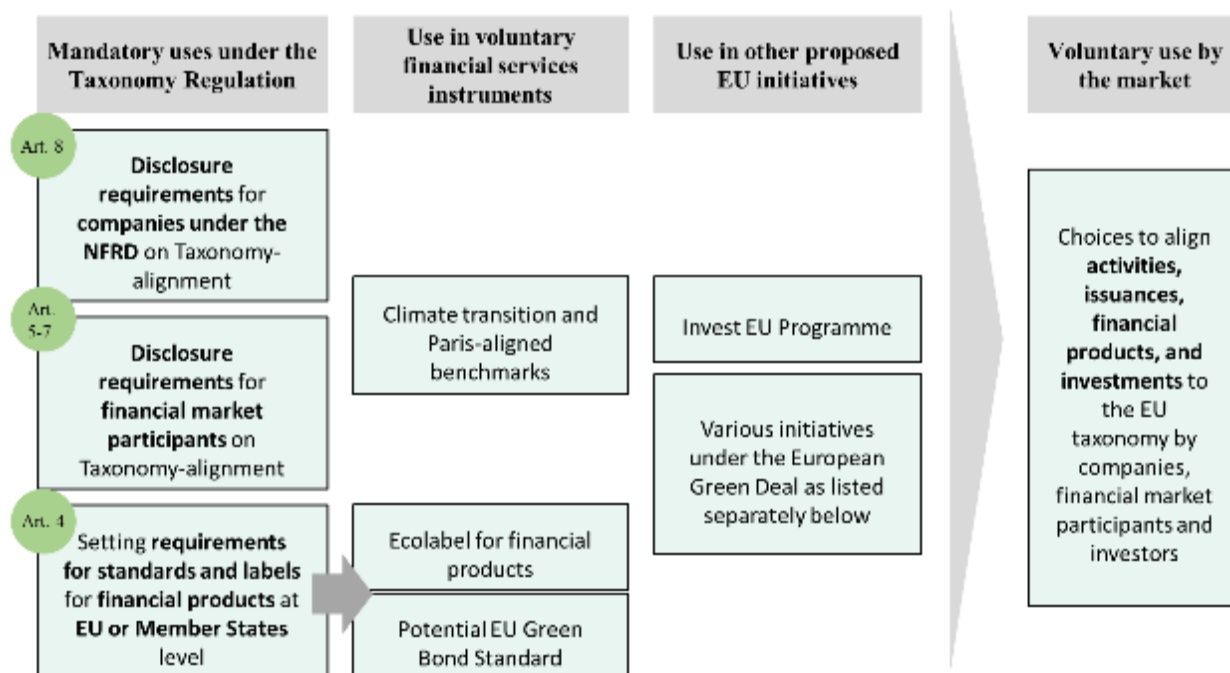 Mandatory uses under the
Taxonomy Regulation
Use in voluntary
financial services
instruments
Use in other proposed
EU initiatives
Voluntary use by
the market
Art. 8
Disclosure
requirements for
companies under the
NFRD on Taxonomy-
alignment
Art.
5-7
Disclosure
requirements for
financial market
participants on
Taxonomy-alignment
Art. 4
Setting requirements
for standards and labels
for financial products at
EU or Member States
level
Climate transition and
Paris-aligned
benchmarks
Ecolabel for financial
products
Potential EU Green
Bond Standard
Invest EU Programme
Various initiatives
under the European
Green Deal as listed
separately below
Choices to align
activities,
issuances,
financial
products, and
investments to
the EU
taxonomy by
companies,
financial market
participants and
investors